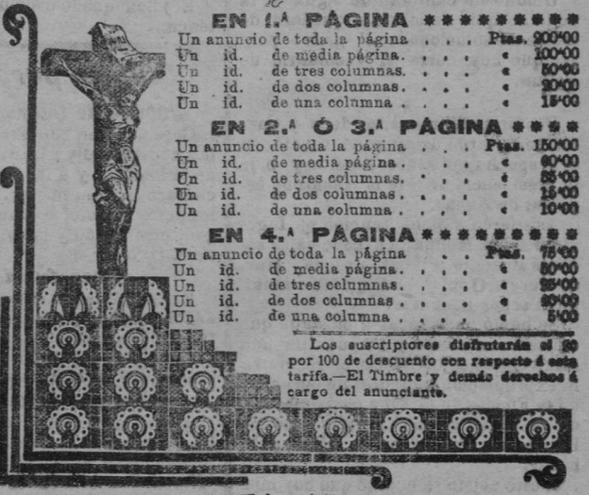 EN 1.ª PÁGINA
Un anuncio de toda la página . . . Ptas. 200'00
Un id. de media página. . . . « 100'00
Un id. de tres columnas. . . . « 50'00
Un id. de dos columnas . . . . « 20'00
Un id. de una columna . . . . « 15'00
EN 2.ª Ó 3.ª PÁGINA
Un anuncio de toda la página . . . Ptas. 150'00
Un id. de media página . . . . « 60'00
Un id. de tres columnas. . . . « 35'00
Un id. de dos columnas . . . . « 15'00
Un id. de una columna . . . . « 10'00
EN 4.ª PÁGINA
Un anuncio de toda la página . . Ptas. 75'00
Un id. de media página. . . . « 50'00
Un id. de tres columnas . . . « 25'00
Un id. de dos columnas . . . «
Un id. de una columna . . . . « 5'00
Los suscriptores disfrutarán el 20
por 100 de descuento con respecto á esta
tarifa.—El Timbre y demás derechos á
cargo del anunciante.